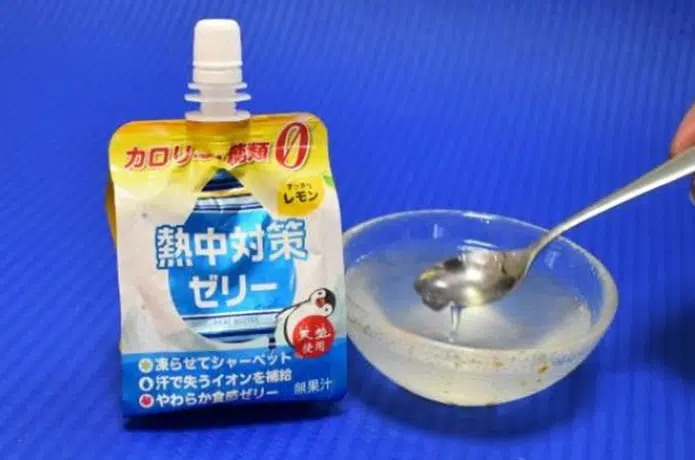 カロリー・糖類0
すっきり
レモン
熱中対策
ゼリー
使用
凍らせてシャーベット
汗で失うイオンを補給
やわらか食感ゼリー
無果汁